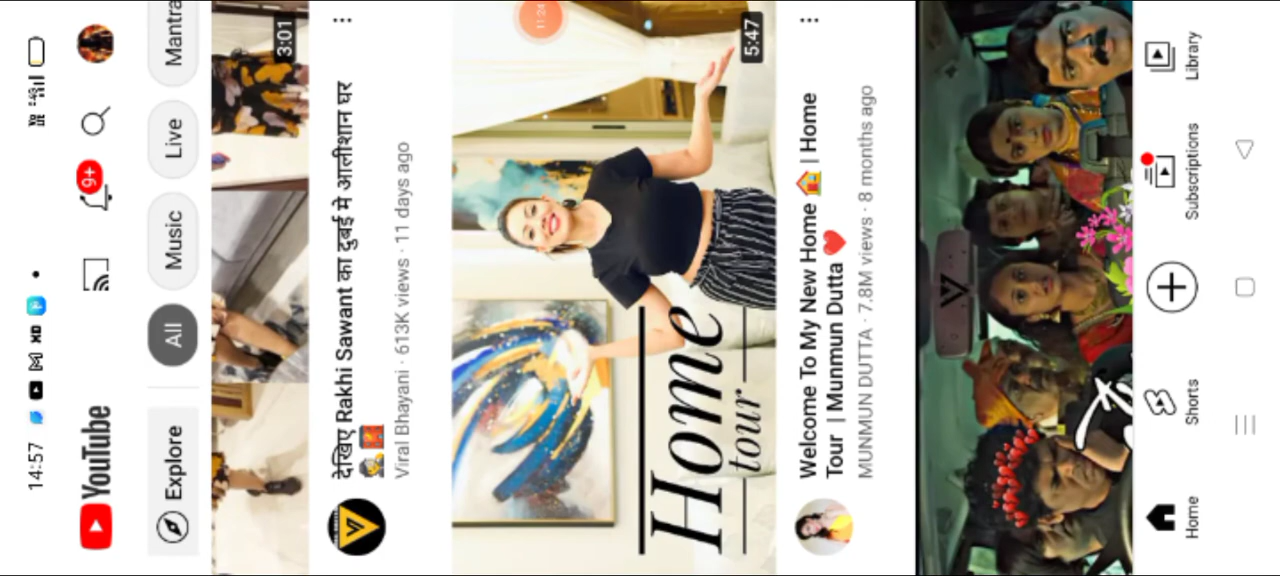 14:57
YouTube
9+
Explore
All
Music
Live
Mantra
3:01
देखिए Rakhi Sawant का दुबई मे आलीशान घर
Viral Bhayani · 613K views · 11 days ago
11:24
Home
tour
5:47
Welcome To My New Home 🏠 | Home
Tour | Munmun Dutta ❤️
MUNMUN DUTTA · 7.8M views · 8 months ago
Home
Shorts
Subscriptions
Library